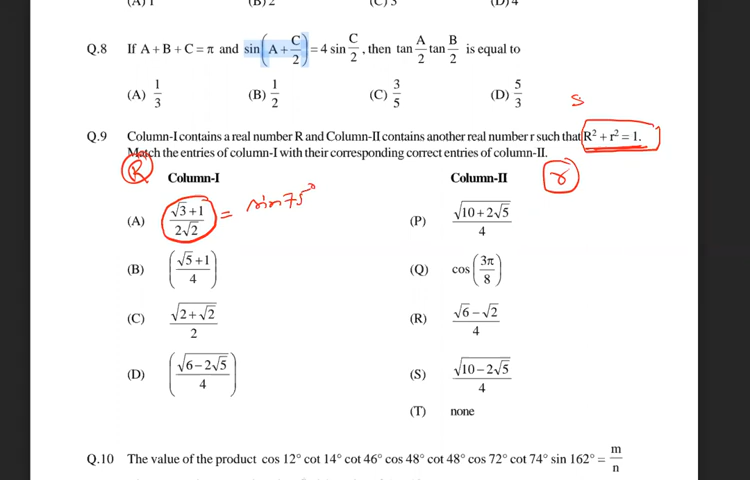 (A) 1 (B) 2 (C) 3 (D) 4
Q.8 If A + B + C = π and sin(A + C/2) = 4 sin C/2, then tan A/2 tan B/2 is equal to
(A) 1/3 (B) 1/2 (C) 3/5 (D) 5/3
S
Q.9 Column-I contains a real number R and Column-II contains another real number r such that R² + r² = 1.
Match the entries of column-I with their corresponding correct entries of column-II.
R Column-I Column-II r
(A) (√3+1)/(2√2) = sin 75° (P) √(10+2√5)/4
(B) ((√5+1)/4) (Q) cos(3π/8)
(C) √(2+√2)/2 (R) (√6−√2)/4
(D) (√(6−2√5)/4) (S) √(10−2√5)/4
(T) none
Q.10 The value of the product cos 12° cot 14° cot 46° cos 48° cot 48° cos 72° cot 74° sin 162° = m/n